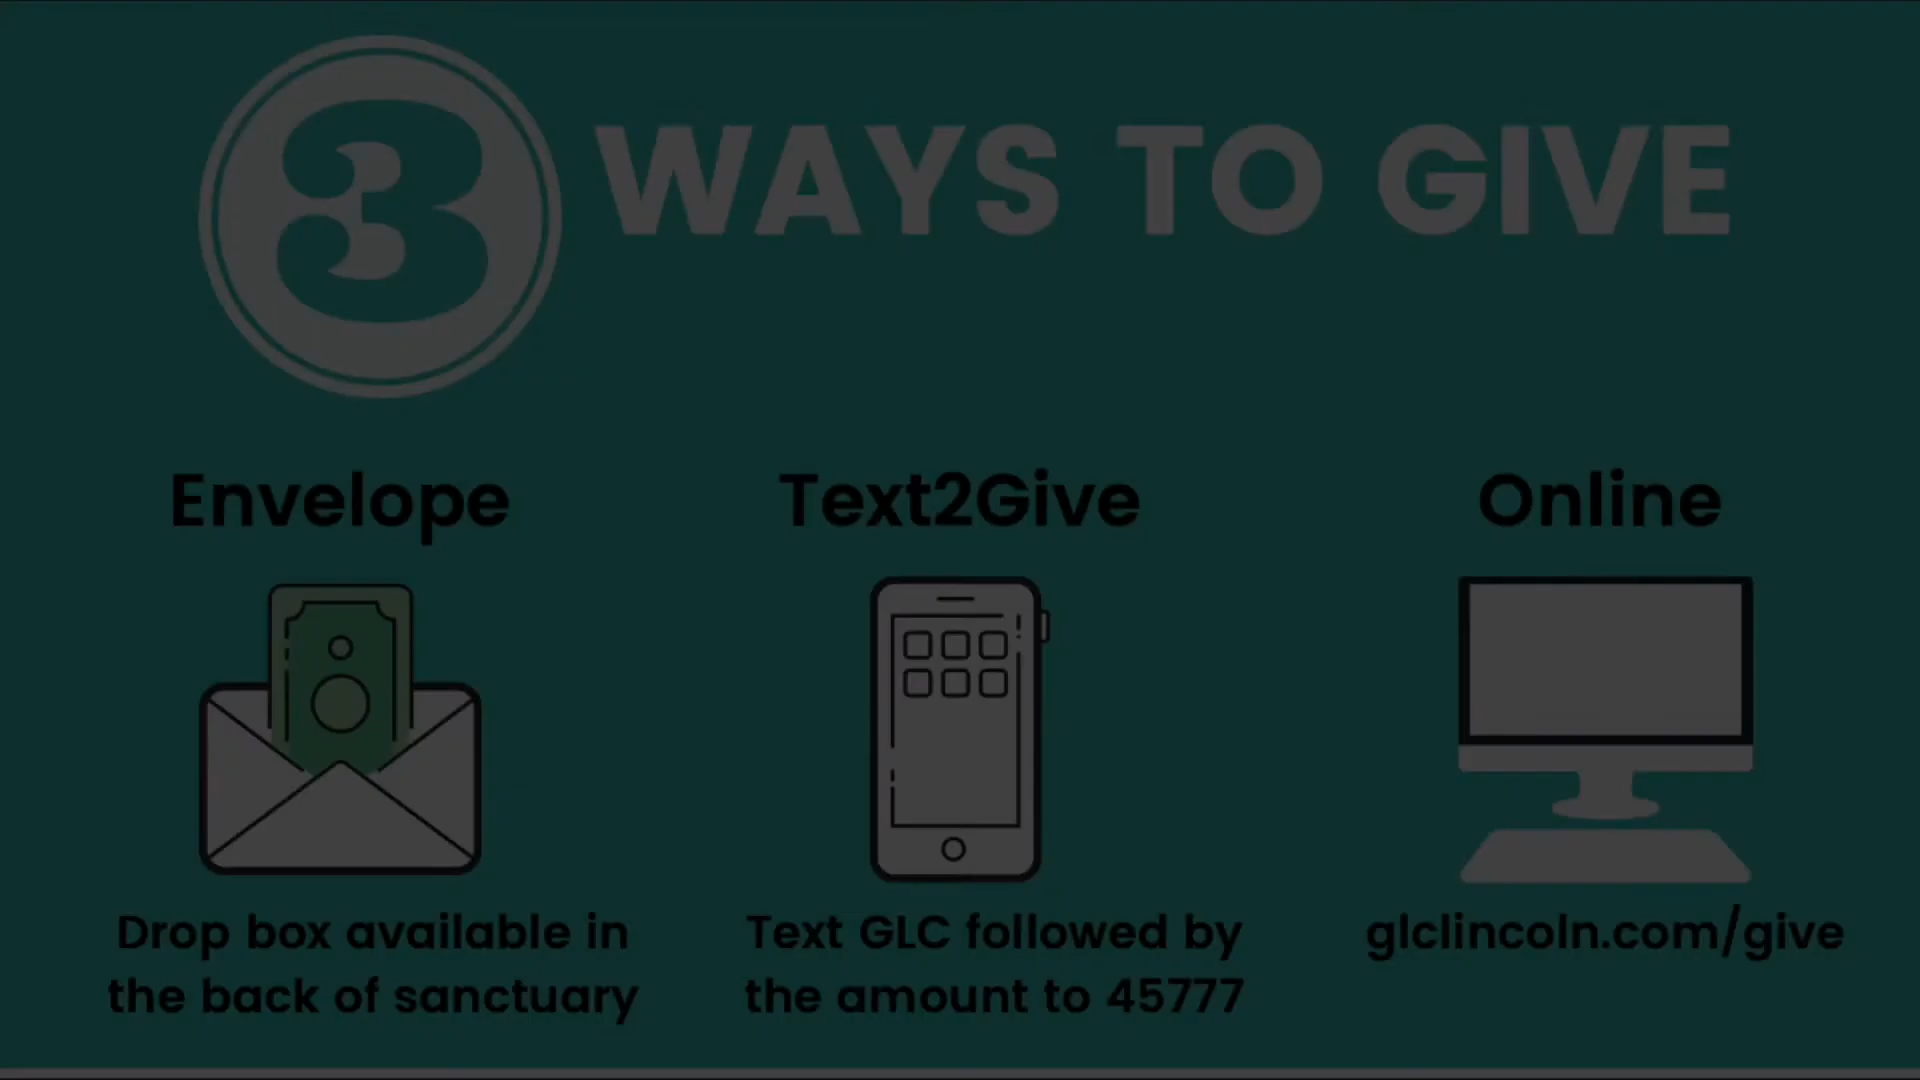 3 WAYS TO GIVE
Envelope
Text2Give
Online
Drop box available in
the back of sanctuary
Text GLC followed by
the amount to 45777
glclincoln.com/give